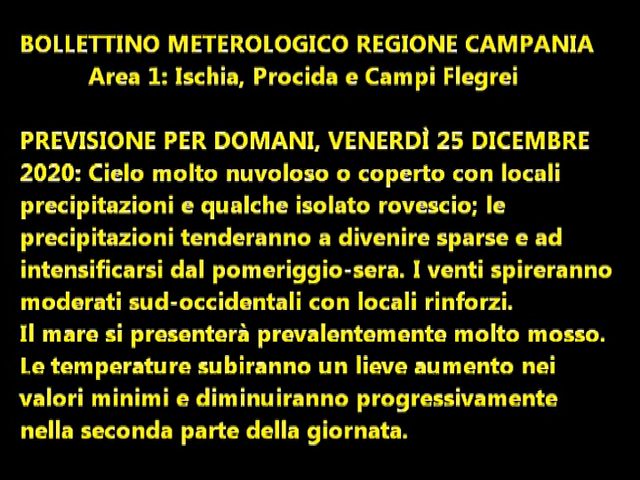 BOLLETTINO METEROLOGICO REGIONE CAMPANIA
Area 1: Ischia, Procida e Campi Flegrei
PREVISIONE PER DOMANI, VENERDÌ 25 DICEMBRE
2020: Cielo molto nuvoloso o coperto con locali
precipitazioni e qualche isolato rovescio; le
precipitazioni tenderanno a divenire sparse e ad
intensificarsi dal pomeriggio-sera. I venti spireranno
moderati sud-occidentali con locali rinforzi.
Il mare si presenterà prevalentemente molto mosso.
Le temperature subiranno un lieve aumento nei
valori minimi e diminuiranno progressivamente
nella seconda parte della giornata.